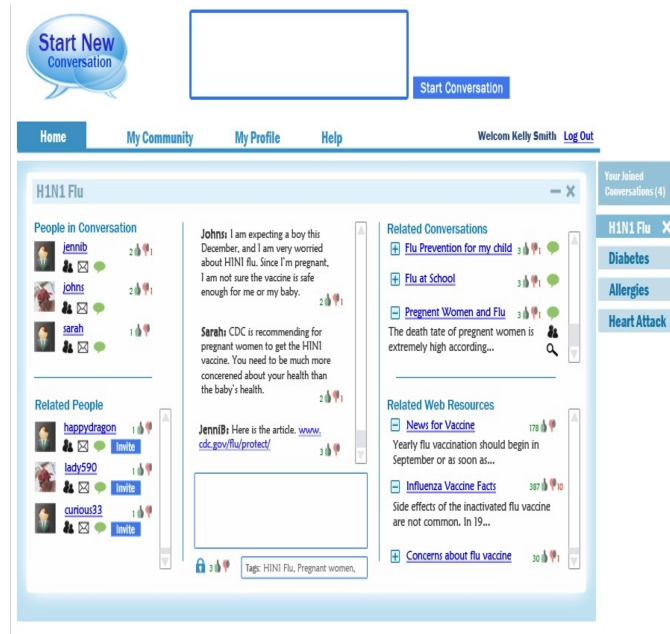 Start New
Conversation
Start Conversation
Home
My Community
My Profile
Help
Welcom Kelly Smith
Log Out
H1N1 Flu
Your Joined
Conversations (4)
H1N1 Flu
Diabetes
Allergies
Heart Attack
People in Conversation
jennib
2 1
johns
2 1
sarah
1
Related People
happydragon
1
Invite
lady590
1
Invite
curious33
1
Invite
Johns: I am expecting a boy this
December, and I am very worried
about H1N1 flu. Since I'm pregnant,
I am not sure the vaccine is safe
enough for me or my baby.
2 1
Sarah: CDC is recommending for
pregnant women to get the H1N1
vaccine. You need to be much more
concerened about your health than
the baby's health.
2 1
JenniB: Here is the article. www.
cdc.gov/flu/protect/
3
3
Tags: H1N1 Flu, Pregnant women,
Related Conversations
Flu Prevention for my child 3 1
Flu at School 3 1
Pregnant Women and Flu 3 1
The death tate of pregnent women is
extremely high according...
Related Web Resources
News for Vaccine 178
Yearly flu vaccination should begin in
September or as soon as...
Influenza Vaccine Facts 387 10
Side effects of the inactivated flu vaccine
are not common. In 19...
Concerns about flu vaccine 30 1